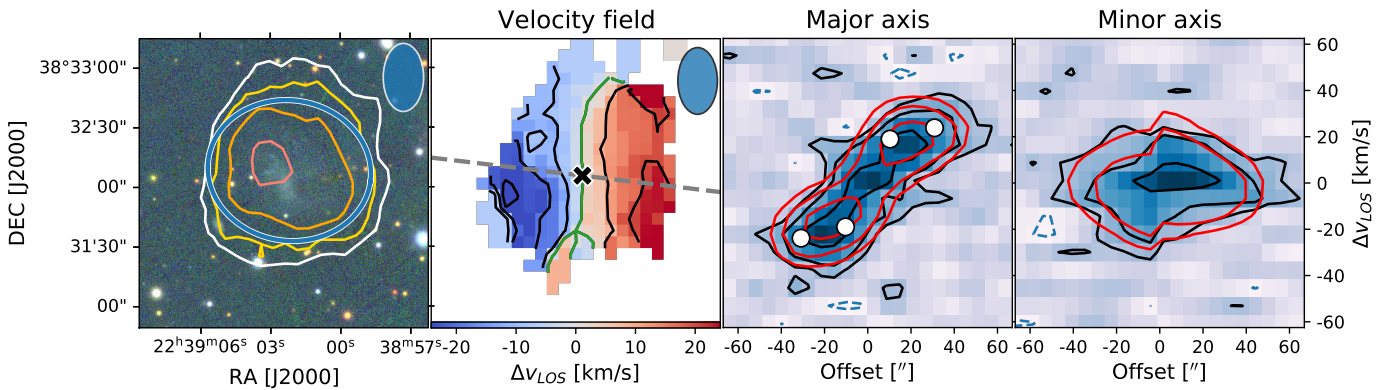 Velocity field
Major axis
Minor axis
DEC [J2000]
38°33'00"
32'30"
00"
31'30"
00"
22ʰ39ᵐ06ˢ 03ˢ 00ˢ 38ᵐ57ˢ
RA [J2000]
-20 -10 0 10 20
Δv_LOS [km/s]
-60 -40 -20 0 20 40 60
Offset [″]
-60 -40 -20 0 20 40 60
Offset [″]
60
40
20
0
-20
-40
-60
Δv_LOS [km/s]